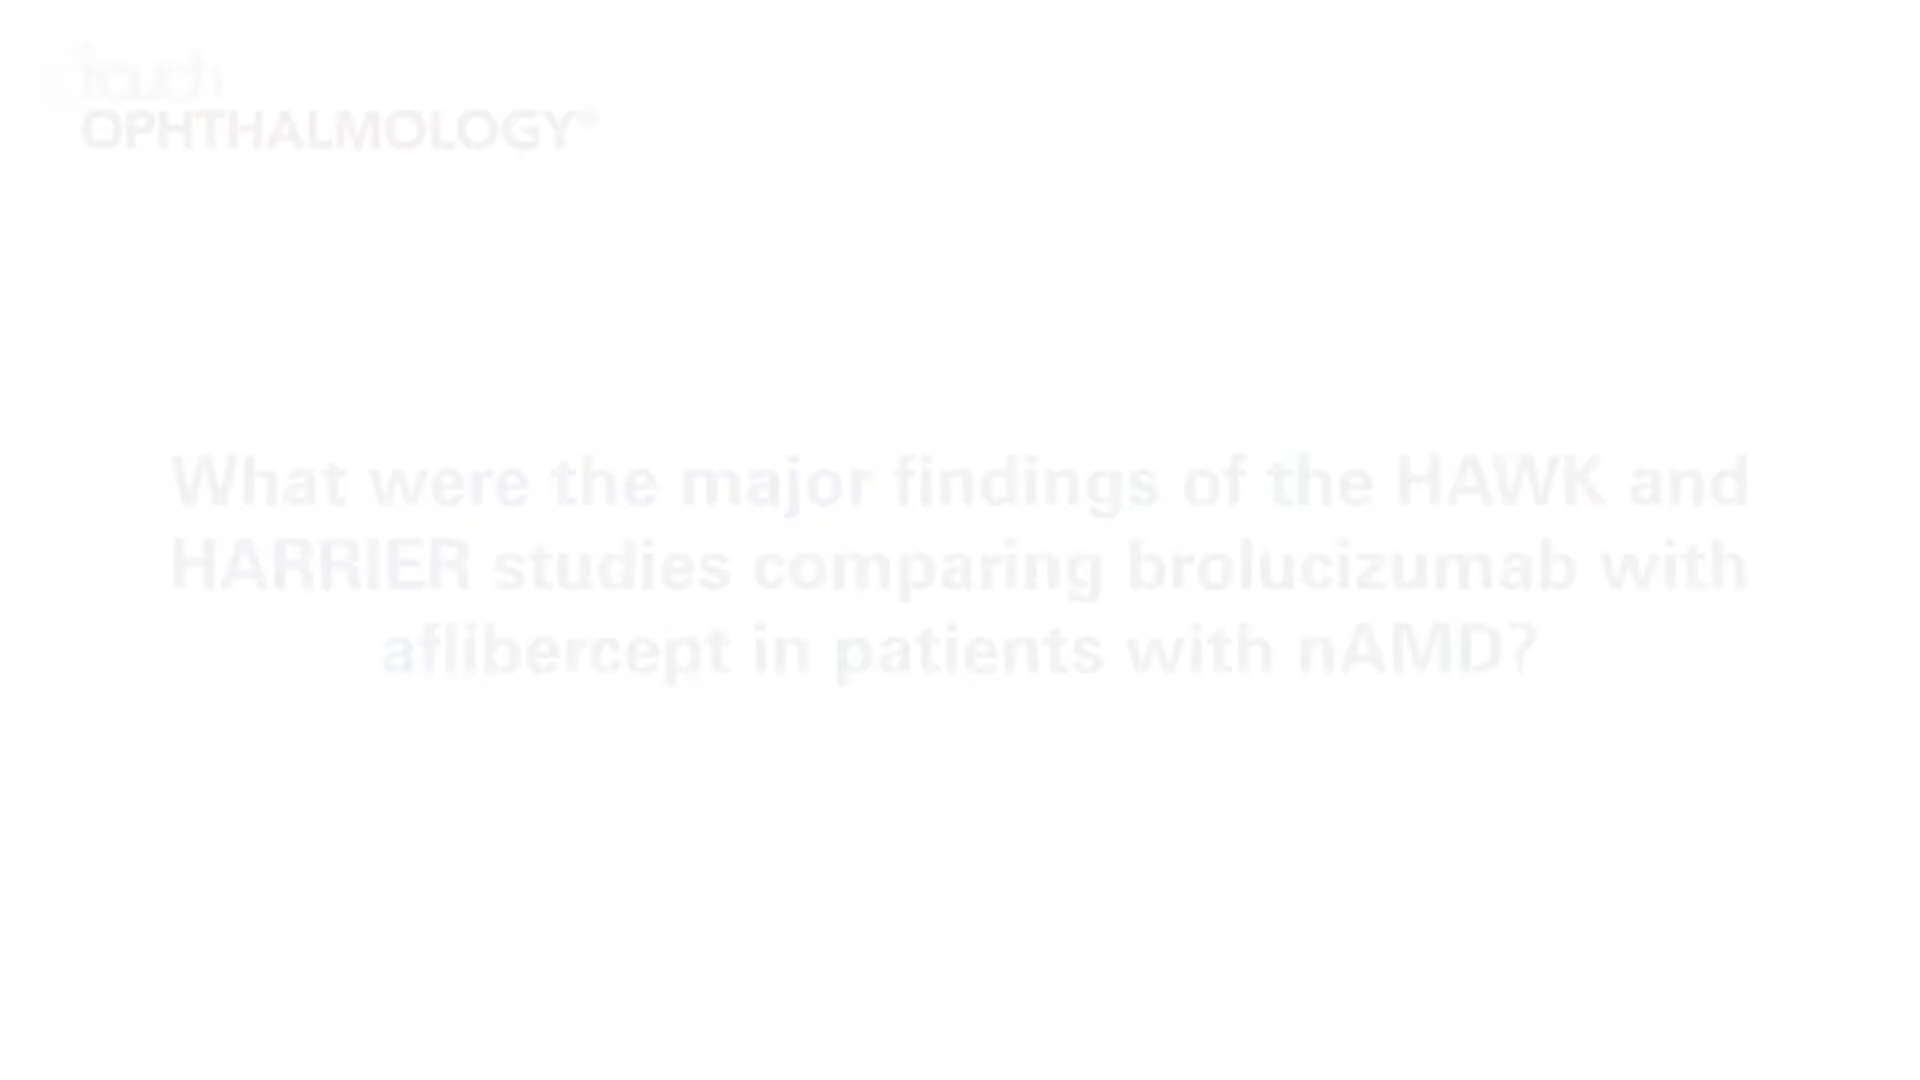 touch
OPHTHALMOLOGY®
What were the major findings of the HAWK and
HARRIER studies comparing brolucizumab with
aflibercept in patients with nAMD?